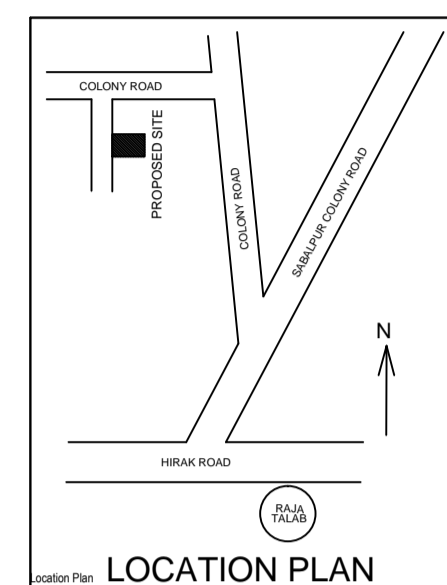 COLONY ROAD
PROPOSED SITE
COLONY ROAD
SABALPUR COLONY ROAD
N
HIRAK ROAD
RAJA
TALAB
Location Plan
LOCATION PLAN